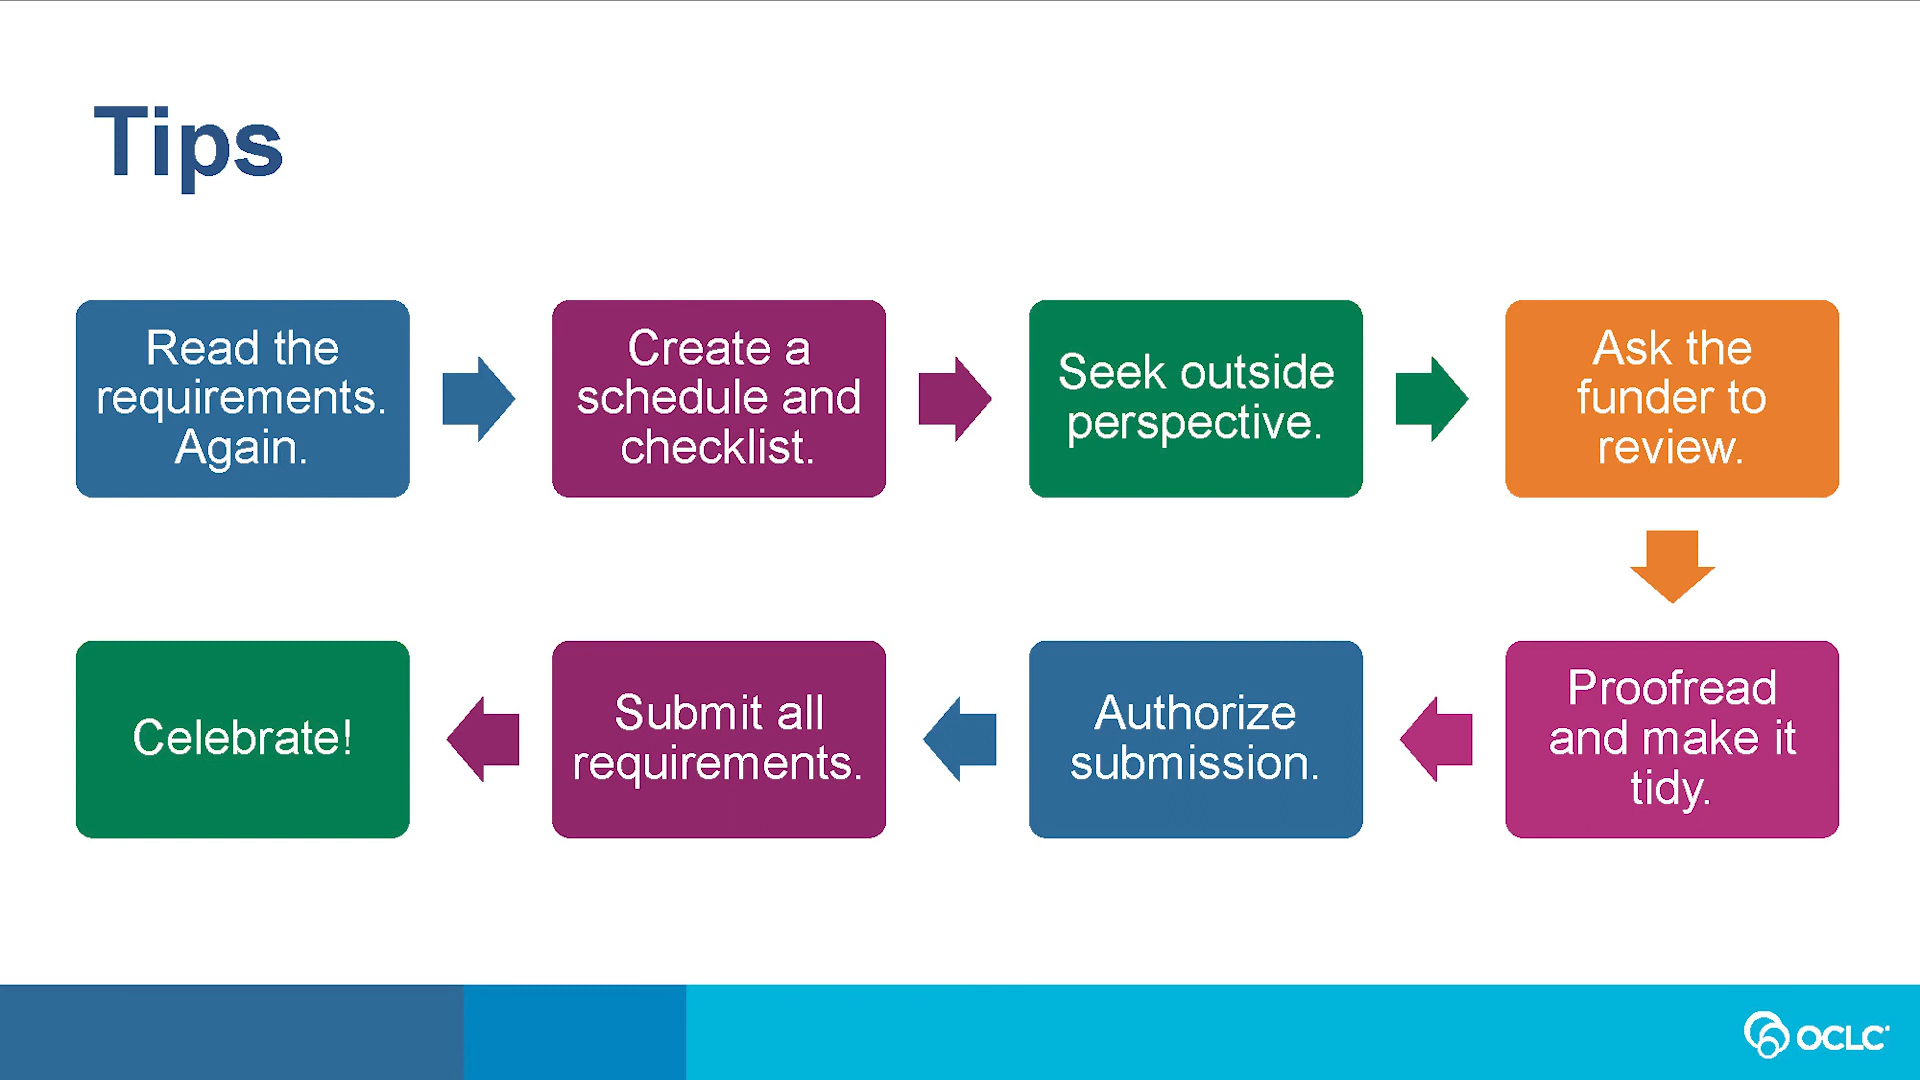 Tips
Read the
requirements.
Again.
Create a
schedule and
checklist.
Seek outside
perspective.
Ask the
funder to
review.
Proofread
and make it
tidy.
Authorize
submission.
Submit all
requirements.
Celebrate!
OCLC